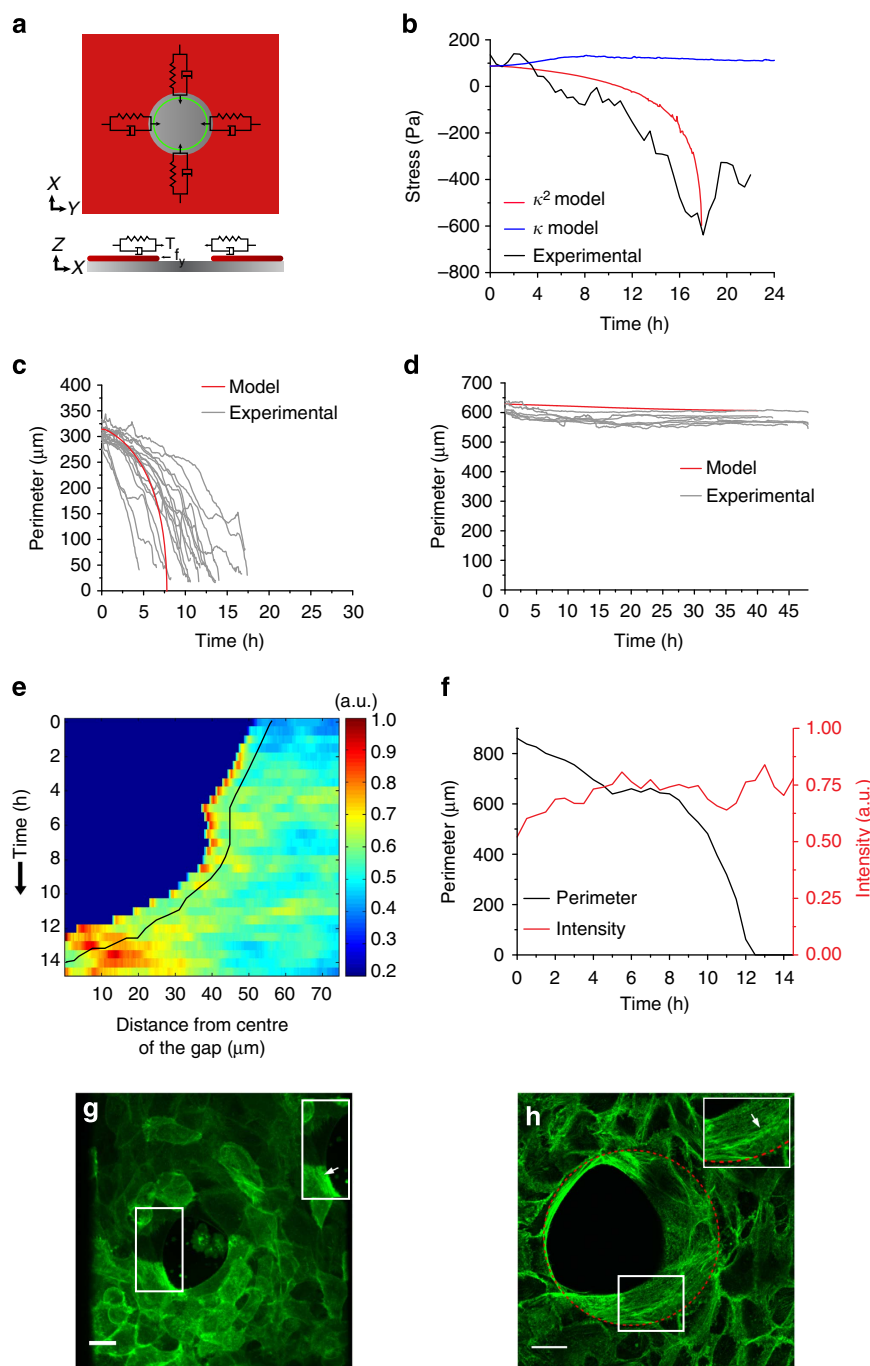 a
X
Y
Z
X
T
f_y
b
Stress (Pa)
200
0
−200
−400
−600
−800
κ² model
κ model
Experimental
0 4 8 12 16 20 24
Time (h)
c
Perimeter (μm)
400
350
300
250
200
150
100
50
0
Model
Experimental
0 5 10 15 20 25 30
Time (h)
d
Perimeter (μm)
700
600
500
400
300
200
100
0
Model
Experimental
0 5 10 15 20 25 30 35 40 45
Time (h)
e
(a.u.)
Time (h)
0
2
4
6
8
10
12
14
1.0
0.9
0.8
0.7
0.6
0.5
0.4
0.3
0.2
10 20 30 40 50 60 70
Distance from centre
of the gap (μm)
f
Perimeter (μm)
800
600
400
200
0
Perimeter
Intensity
1.00
0.75
0.50
0.25
0.00
Intensity (a.u.)
0 2 4 6 8 10 12 14
Time (h)
g
h